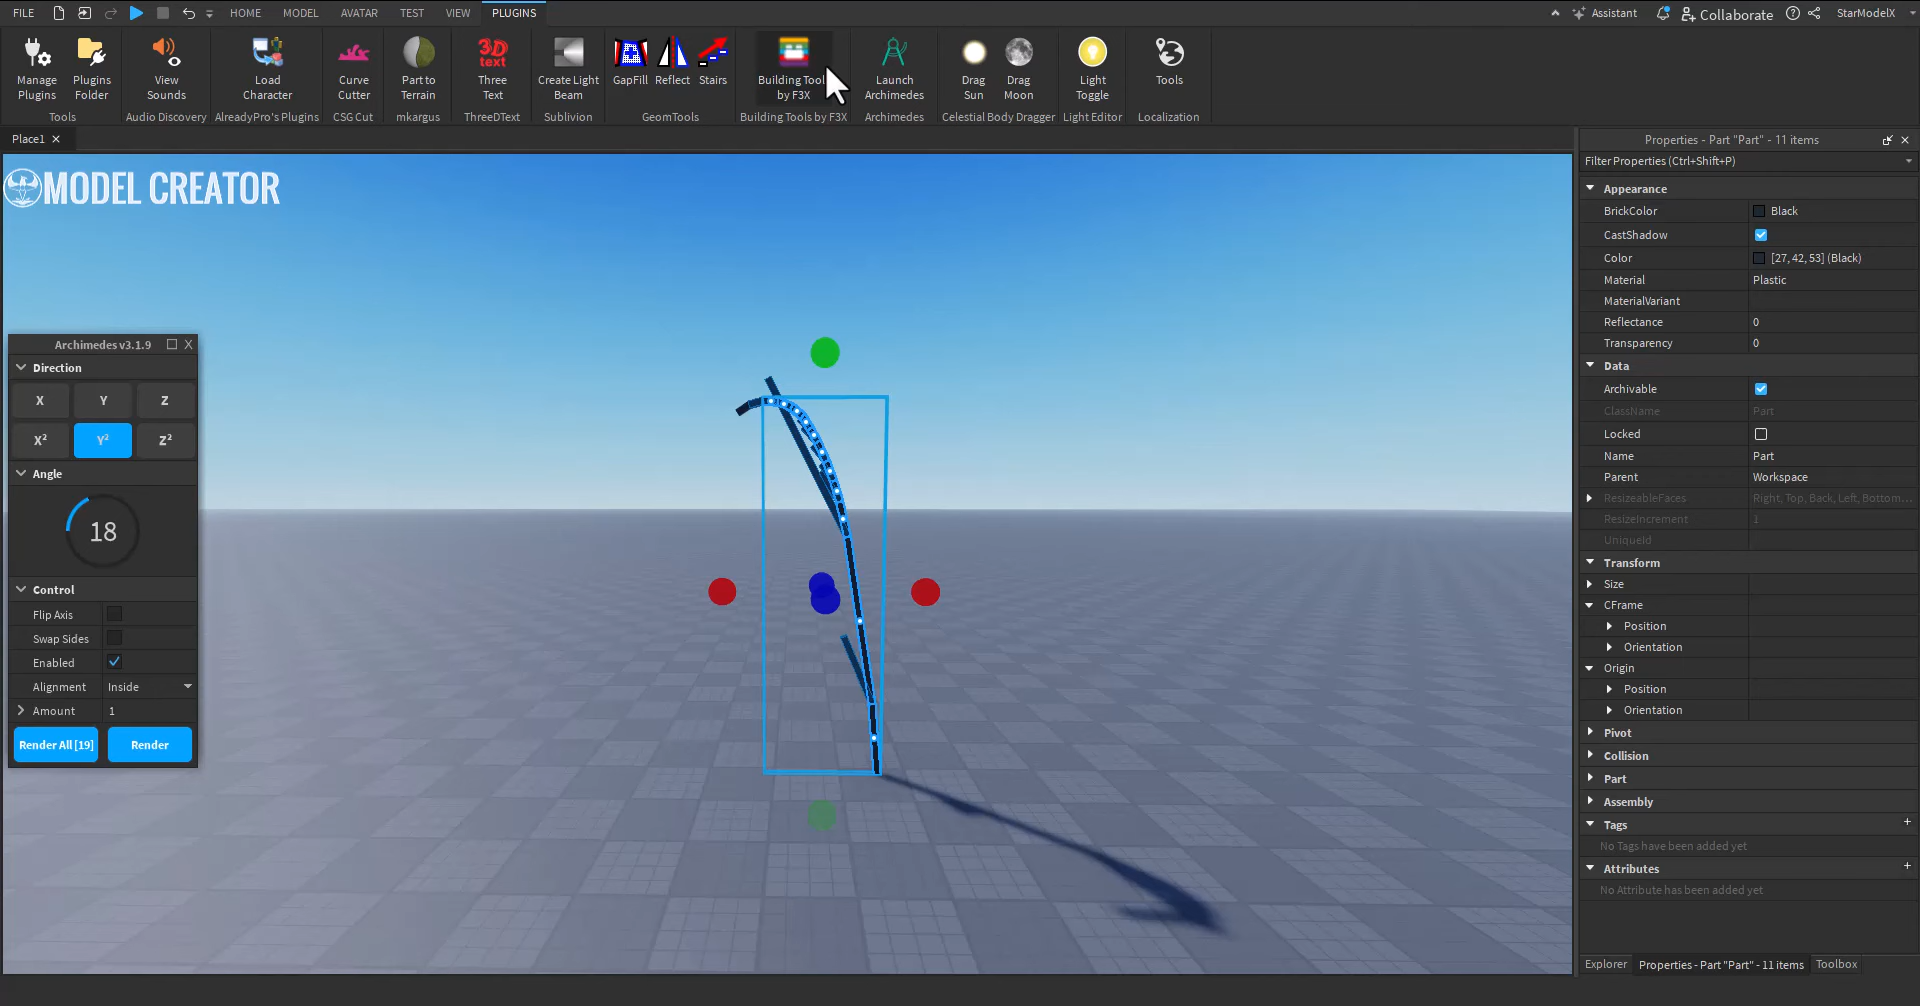 FILE HOME MODEL AVATAR TEST VIEW PLUGINS Assistant Collaborate StarModelX
Manage Plugins
Plugins Folder
Tools
View Sounds
Audio Discovery
Load Character
AlreadyPro's Plugins
Curve Cutter
CSG Cut
Part to Terrain
mkargus
3D text
Three Text
ThreeDText
Create Light Beam
Sublivion
GapFill Reflect Stairs
GeomTools
Building Tool by F3X
Building Tools by F3X
Launch Archimedes
Archimedes
Drag Sun
Drag Moon
Celestial Body Dragger
Light Toggle
Light Editor
Tools
Localization
Place1
MODEL CREATOR
Archimedes v3.1.9 X
Direction
X Y Z
X² Y² Z²
Angle
18
Control
Flip Axis
Swap Sides
Enabled
Alignment Inside
Amount 1
Render All [19] Render
Properties - Part "Part" - 11 items
Filter Properties (Ctrl+Shift+P)
Appearance
BrickColor Black
CastShadow
Color [27, 42, 53] (Black)
Material Plastic
MaterialVariant
Reflectance 0
Transparency 0
Data
Archivable
ClassName Part
Locked
Name Part
Parent Workspace
ResizeableFaces Right, Top, Back, Left, Bottom...
ResizeIncrement 1
UniqueId
Transform
Size
CFrame
Position
Orientation
Origin
Position
Orientation
Pivot
Collision
Part
Assembly
Tags +
No Tags have been added yet
Attributes +
No Attribute has been added yet
Explorer Properties - Part "Part" - 11 items Toolbox